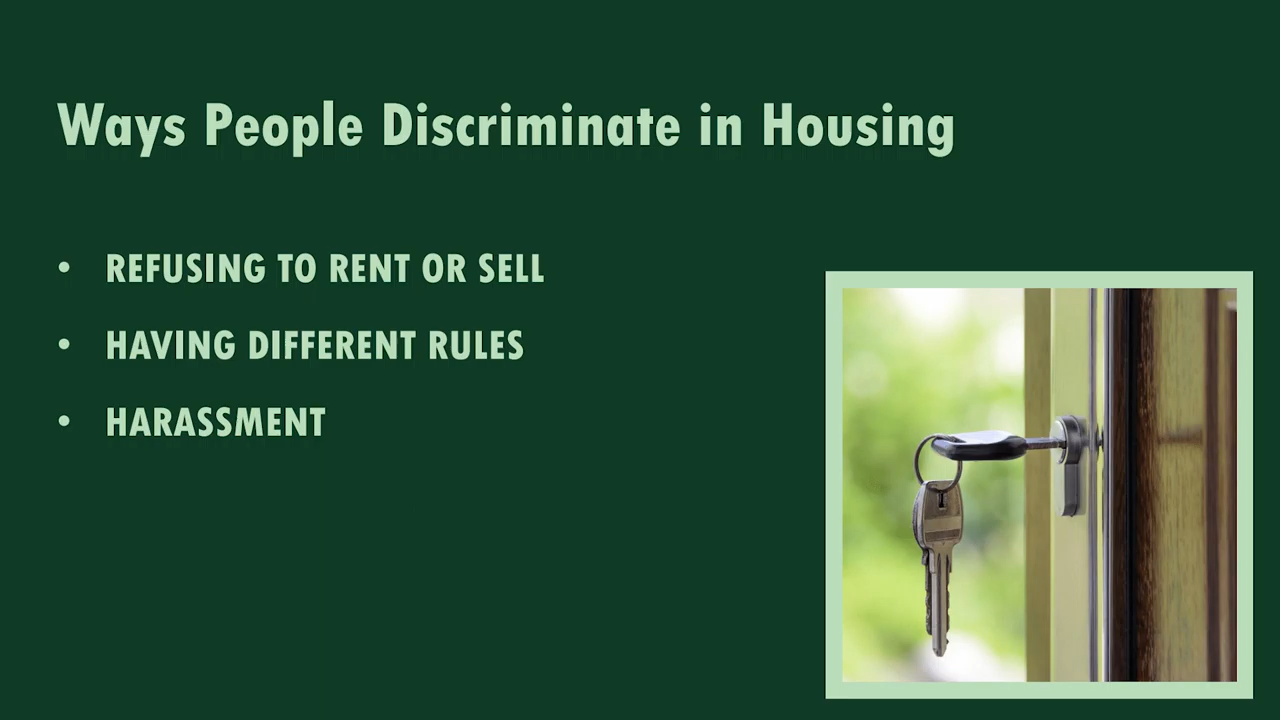 Ways People Discriminate in Housing
• REFUSING TO RENT OR SELL
• HAVING DIFFERENT RULES
• HARASSMENT